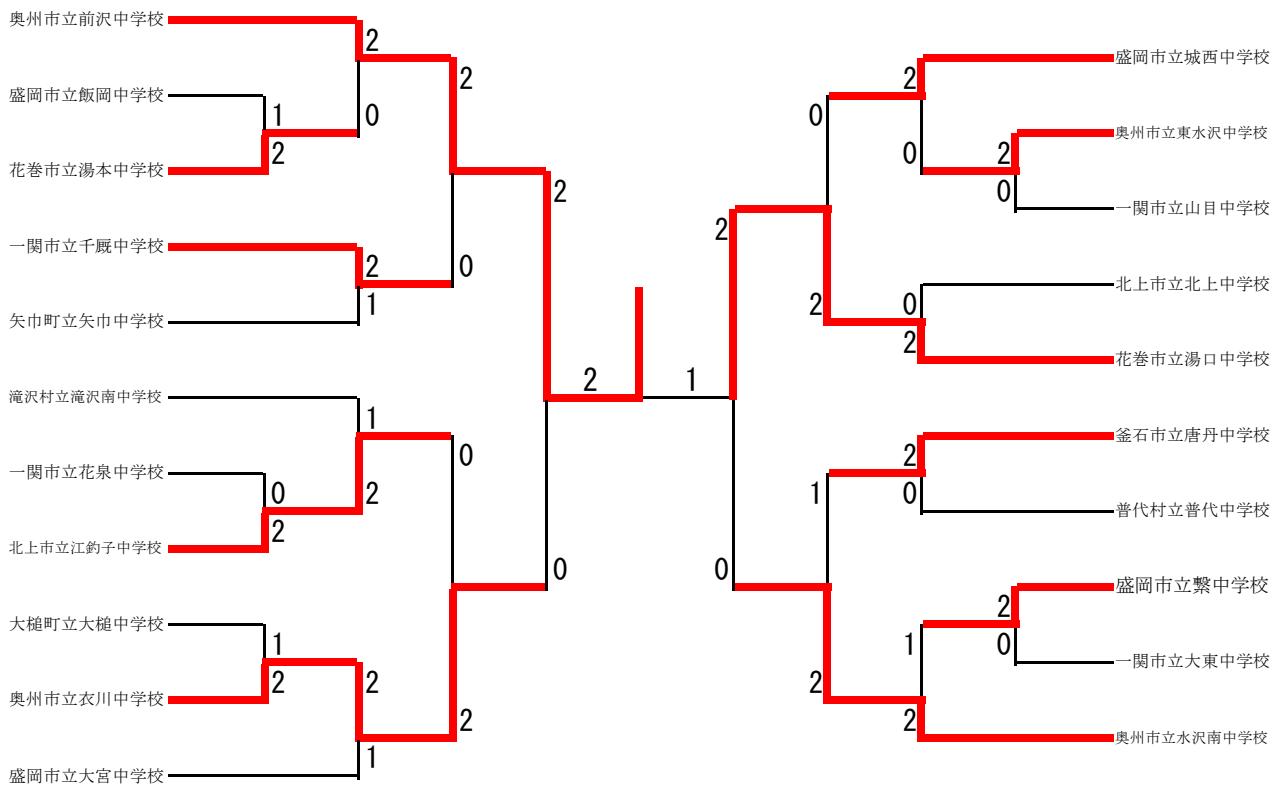 奥州市立前沢中学校
盛岡市立飯岡中学校
花巻市立湯本中学校
一関市立千厩中学校
矢巾町立矢巾中学校
滝沢村立滝沢南中学校
一関市立花泉中学校
北上市立江釣子中学校
大槌町立大槌中学校
奥州市立衣川中学校
盛岡市立大宮中学校
2
0
1
2
2
1
1
2
0
2
1
2
2
1
2
0
0
2
2
0
2
1
2
0
0
2
1
2
2
0
0
2
2
0
1
2
2
0
2
0
盛岡市立城西中学校
奥州市立東水沢中学校
一関市立山目中学校
北上市立北上中学校
花巻市立湯口中学校
釜石市立唐丹中学校
普代村立普代中学校
盛岡市立繋中学校
一関市立大東中学校
奥州市立水沢南中学校